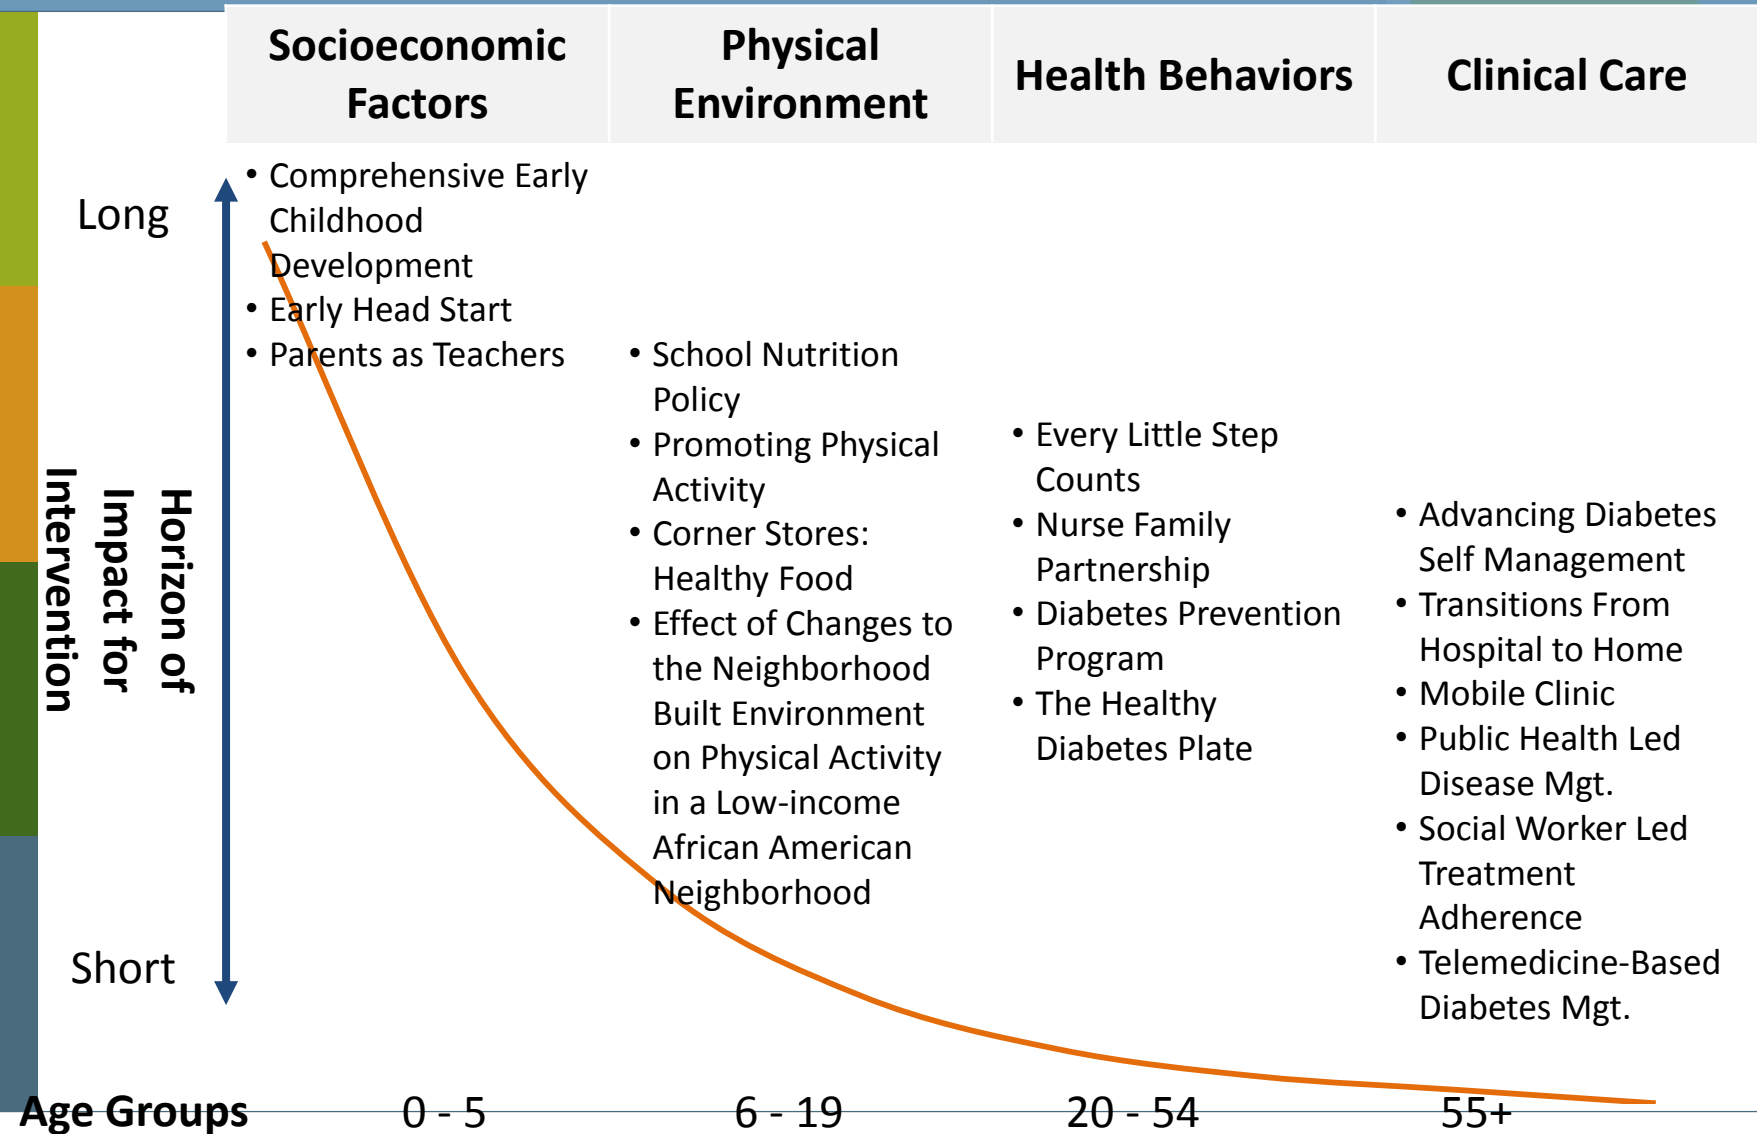 Socioeconomic
Factors
Physical
Environment
Health Behaviors
Clinical Care
Long
Short
Horizon of
Impact for
Intervention
• Comprehensive Early
Childhood
Development
• Early Head Start
• Parents as Teachers
• School Nutrition
Policy
• Promoting Physical
Activity
• Corner Stores:
Healthy Food
• Effect of Changes to
the Neighborhood
Built Environment
on Physical Activity
in a Low-income
African American
Neighborhood
• Every Little Step
Counts
• Nurse Family
Partnership
• Diabetes Prevention
Program
• The Healthy
Diabetes Plate
• Advancing Diabetes
Self Management
• Transitions From
Hospital to Home
• Mobile Clinic
• Public Health Led
Disease Mgt.
• Social Worker Led
Treatment
Adherence
• Telemedicine-Based
Diabetes Mgt.
Age Groups 0 - 5 6 - 19 20 - 54 55+